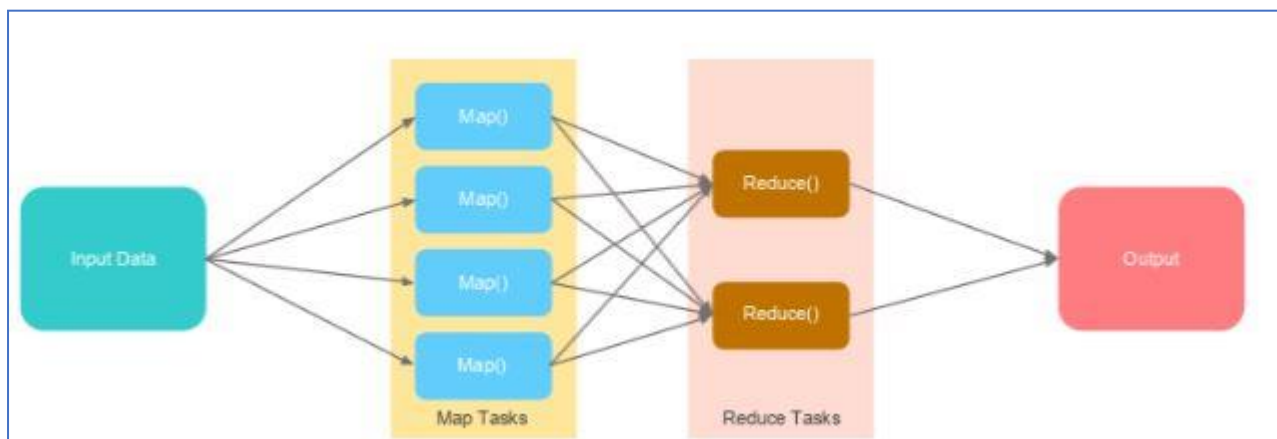 Input Data
Map()
Map()
Map()
Map()
Map Tasks
Reduce()
Reduce()
Reduce Tasks
Output